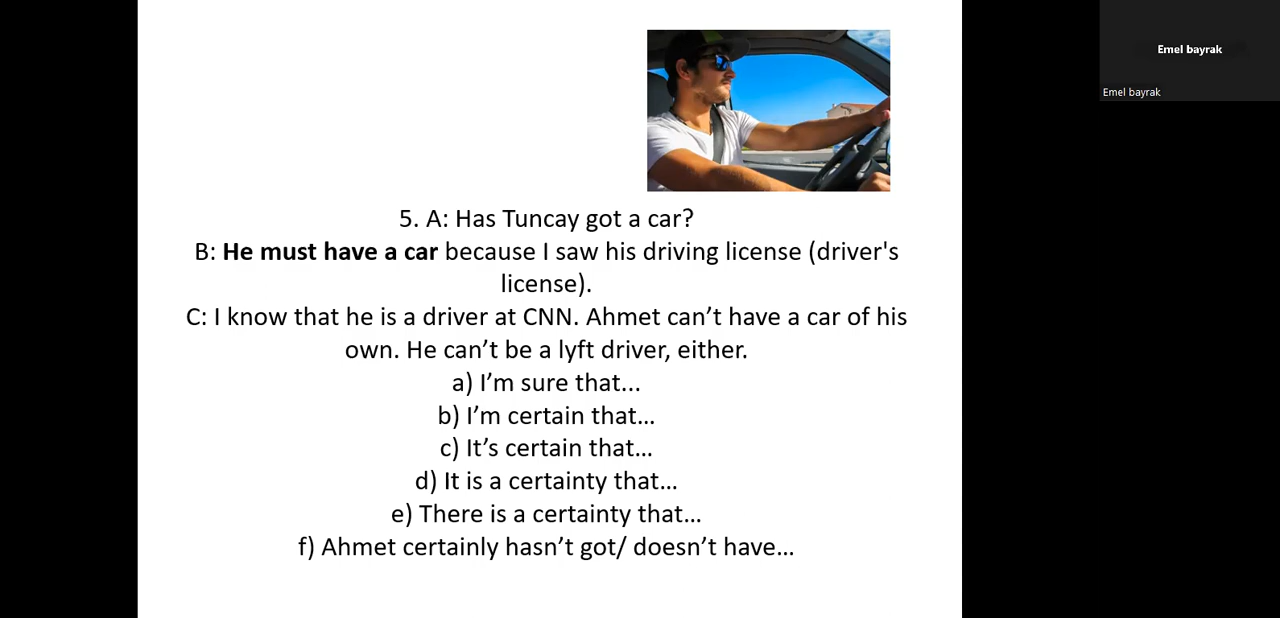 Emel bayrak
Emel bayrak
5. A: Has Tuncay got a car?
B: He must have a car because I saw his driving license (driver's
license).
C: I know that he is a driver at CNN. Ahmet can’t have a car of his
own. He can’t be a lyft driver, either.
a) I’m sure that...
b) I’m certain that…
c) It’s certain that…
d) It is a certainty that…
e) There is a certainty that…
f) Ahmet certainly hasn’t got/ doesn’t have…